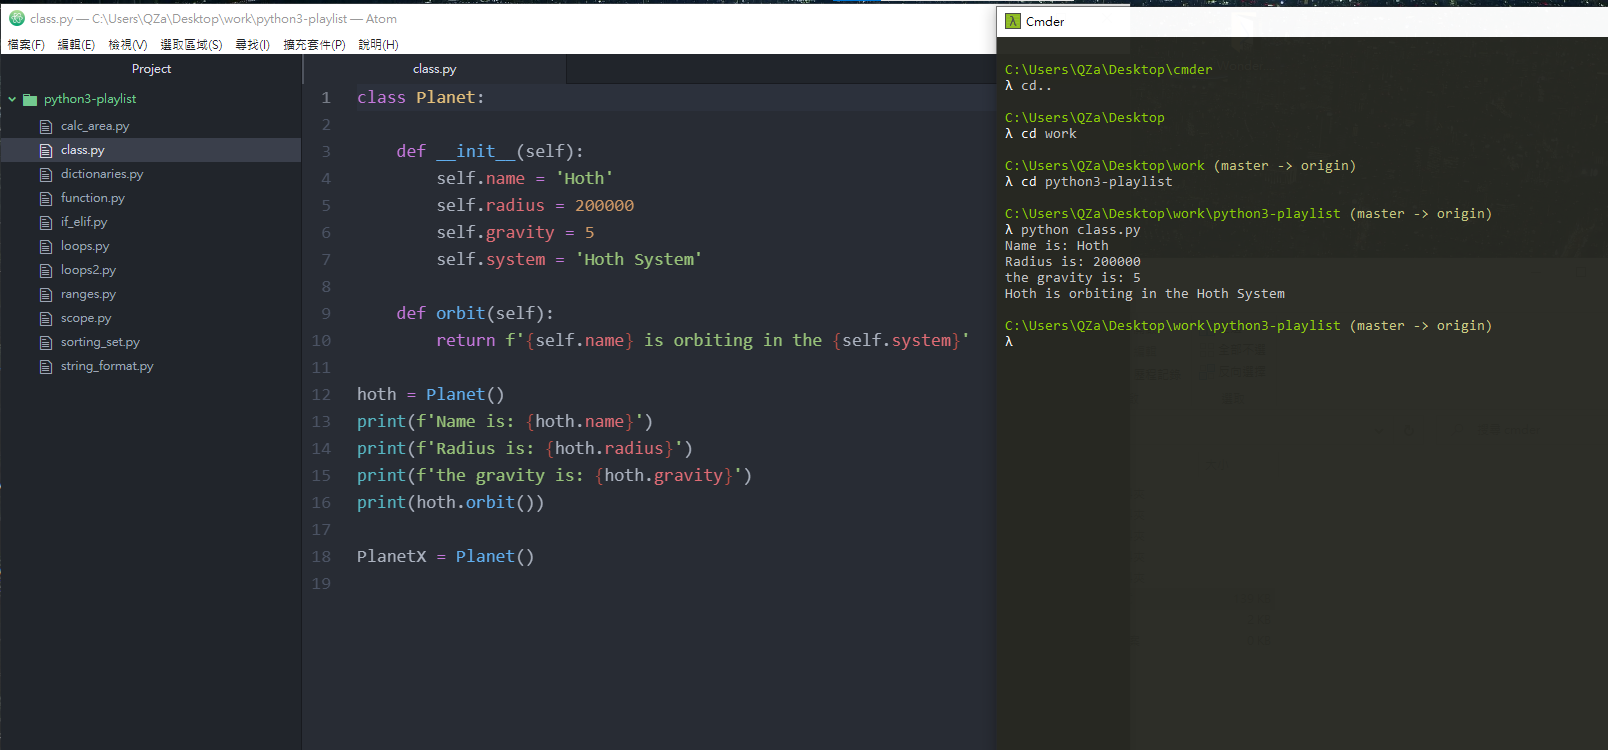 class.py — C:\Users\QZa\Desktop\work\python3-playlist — Atom
檔案(F) 編輯(E) 檢視(V) 選取區域(S) 尋找(I) 擴充套件(P) 說明(H)
Project
python3-playlist
calc_area.py
class.py
dictionaries.py
function.py
if_elif.py
loops.py
loops2.py
ranges.py
scope.py
sorting_set.py
string_format.py
class.py
1 class Planet:
2
3     def __init__(self):
4         self.name = 'Hoth'
5         self.radius = 200000
6         self.gravity = 5
7         self.system = 'Hoth System'
8
9     def orbit(self):
10         return f'{self.name} is orbiting in the {self.system}'
11
12 hoth = Planet()
13 print(f'Name is: {hoth.name}')
14 print(f'Radius is: {hoth.radius}')
15 print(f'the gravity is: {hoth.gravity}')
16 print(hoth.orbit())
17
18 PlanetX = Planet()
19
λ Cmder
C:\Users\QZa\Desktop\cmder
λ cd..
C:\Users\QZa\Desktop
λ cd work
C:\Users\QZa\Desktop\work (master -> origin)
λ cd python3-playlist
C:\Users\QZa\Desktop\work\python3-playlist (master -> origin)
λ python class.py
Name is: Hoth
Radius is: 200000
the gravity is: 5
Hoth is orbiting in the Hoth System
C:\Users\QZa\Desktop\work\python3-playlist (master -> origin)
λ